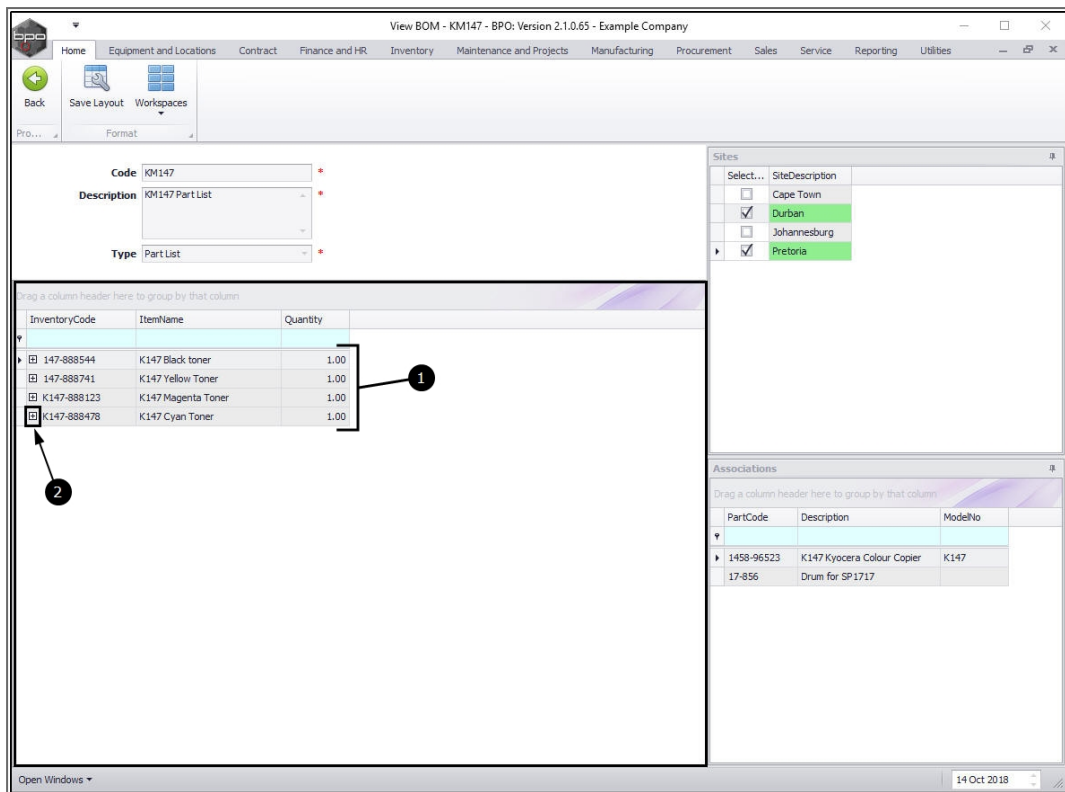 View BOM - KM147 - BPO: Version 2.1.0.65 - Example Company
bpo
Home Equipment and Locations Contract Finance and HR Inventory Maintenance and Projects Manufacturing Procurement Sales Service Reporting Utilities
Back Save Layout Workspaces
Pro... Format
Code KM147 *
Description KM147 Part List *
Type Part List *
Sites
Select... SiteDescription
Cape Town
Durban
Johannesburg
Pretoria
Drag a column header here to group by that column
InventoryCode ItemName Quantity
147-888544 K147 Black toner 1.00
147-888741 K147 Yellow Toner 1.00
K147-888123 K147 Magenta Toner 1.00
K147-888478 K147 Cyan Toner 1.00
1
2
Associations
Drag a column header here to group by that column
PartCode Description ModelNo
1458-96523 K147 Kyocera Colour Copier K147
17-856 Drum for SP1717
Open Windows 14 Oct 2018